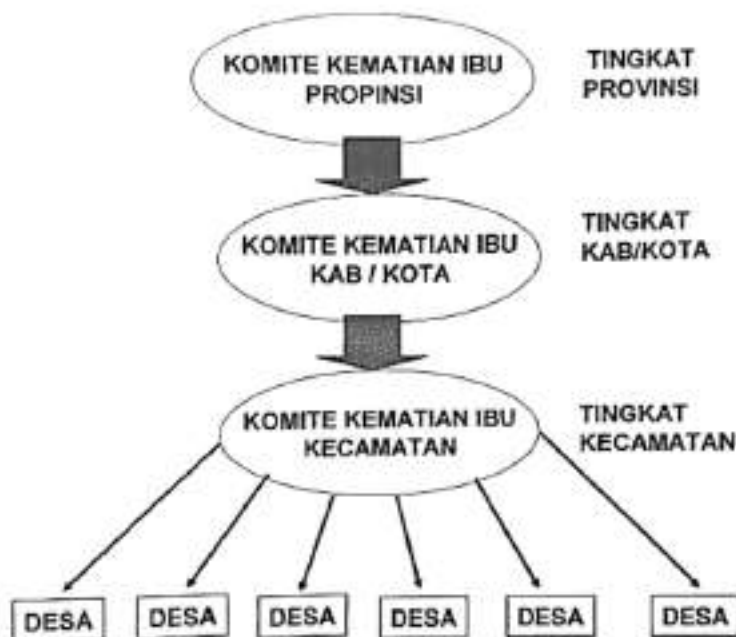 KOMITE KEMATIAN IBU
PROPINSI
TINGKAT
PROVINSI
KOMITE KEMATIAN IBU
KAB / KOTA
TINGKAT
KAB/KOTA
KOMITE KEMATIAN IBU
KECAMATAN
TINGKAT
KECAMATAN
DESA
DESA
DESA
DESA
DESA
DESA